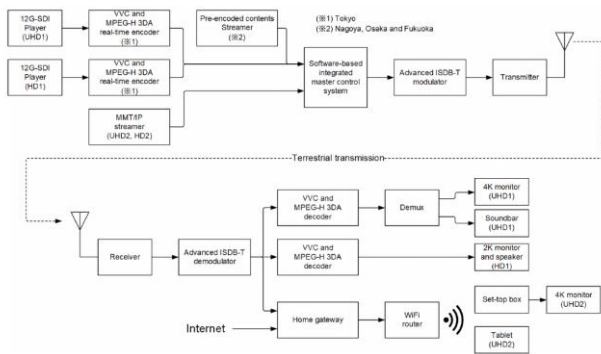 12G-SDI
Player
(UHD1)
VVC and
MPEG-H 3DA
real-time encoder
(※1)
Pre-encoded contents
Streamer
(※2)
(※1) Tokyo
(※2) Nagoya, Osaka and Fukuoka
12G-SDI
Player
(HD1)
VVC and
MPEG-H 3DA
real-time encoder
(※1)
Software-based
integrated
master control
system
Advanced ISDB-T
modulator
Transmitter
MMT/IP
streamer
(UHD2, HD2)
Terrestrial transmission
VVC and
MPEG-H 3DA
decoder
Demux
4K monitor
(UHD1)
Soundbar
(UHD1)
Receiver
Advanced ISDB-T
demodulator
VVC and
MPEG-H 3DA
decoder
2K monitor
and speaker
(HD1)
Internet
Home gateway
WiFi
router
Set-top box
4K monitor
(UHD2)
Tablet
(UHD2)